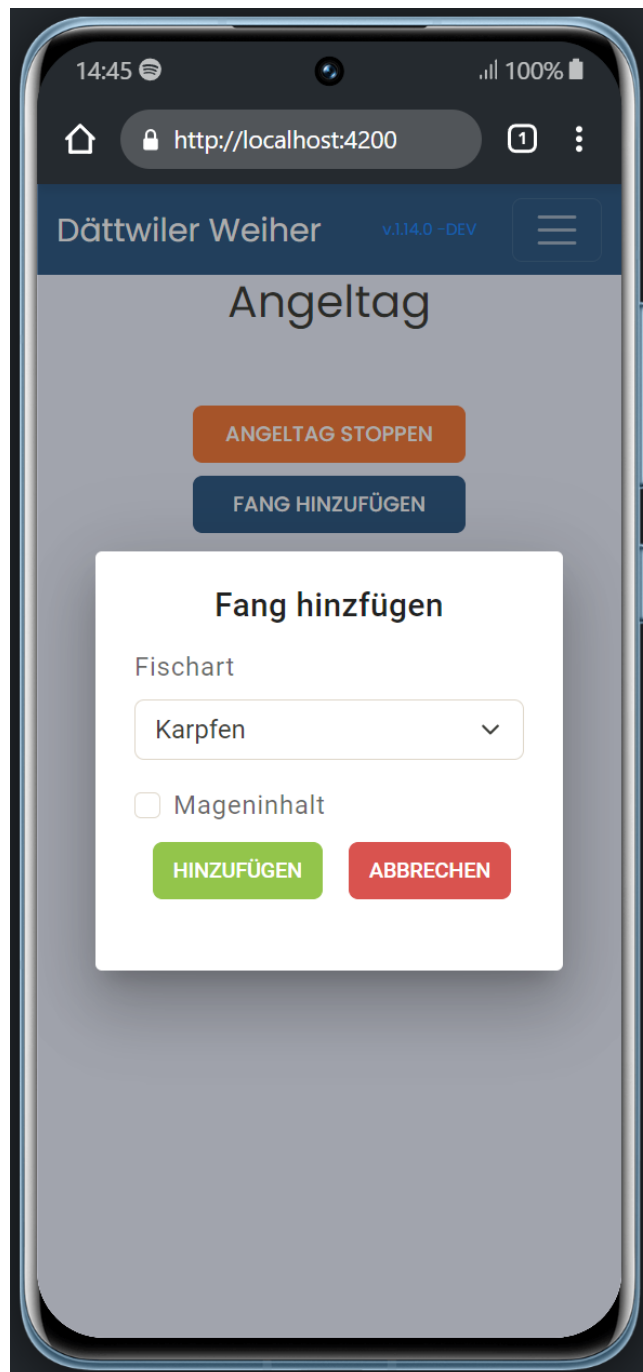 14:45 100%
http://localhost:4200 1
Dättwiler Weiher v.1.14.0 -DEV
Angeltag
ANGELTAG STOPPEN
FANG HINZUFÜGEN
Fang hinzfügen
Fischart
Karpfen
Mageninhalt
HINZUFÜGEN ABBRECHEN